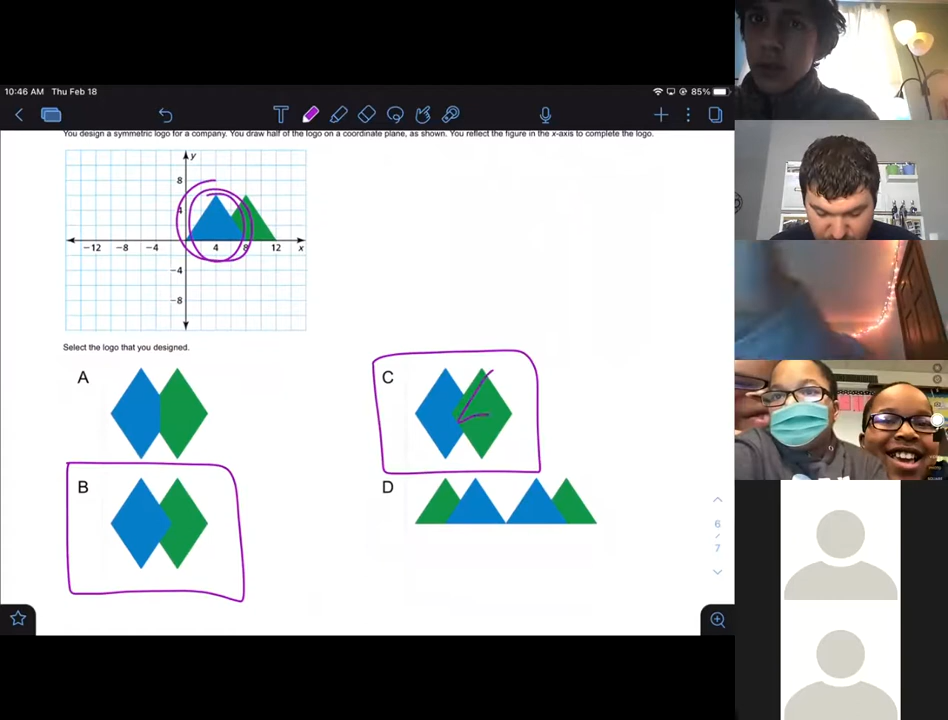 10:46 AM Thu Feb 18
85%
T
You design a symmetric logo for a company. You draw half of the logo on a coordinate plane, as shown. You reflect the figure in the x-axis to complete the logo.
y
8
4
-12 -8 -4 4 8 12 x
-4
-8
Select the logo that you designed.
A
C
B
D
6
7